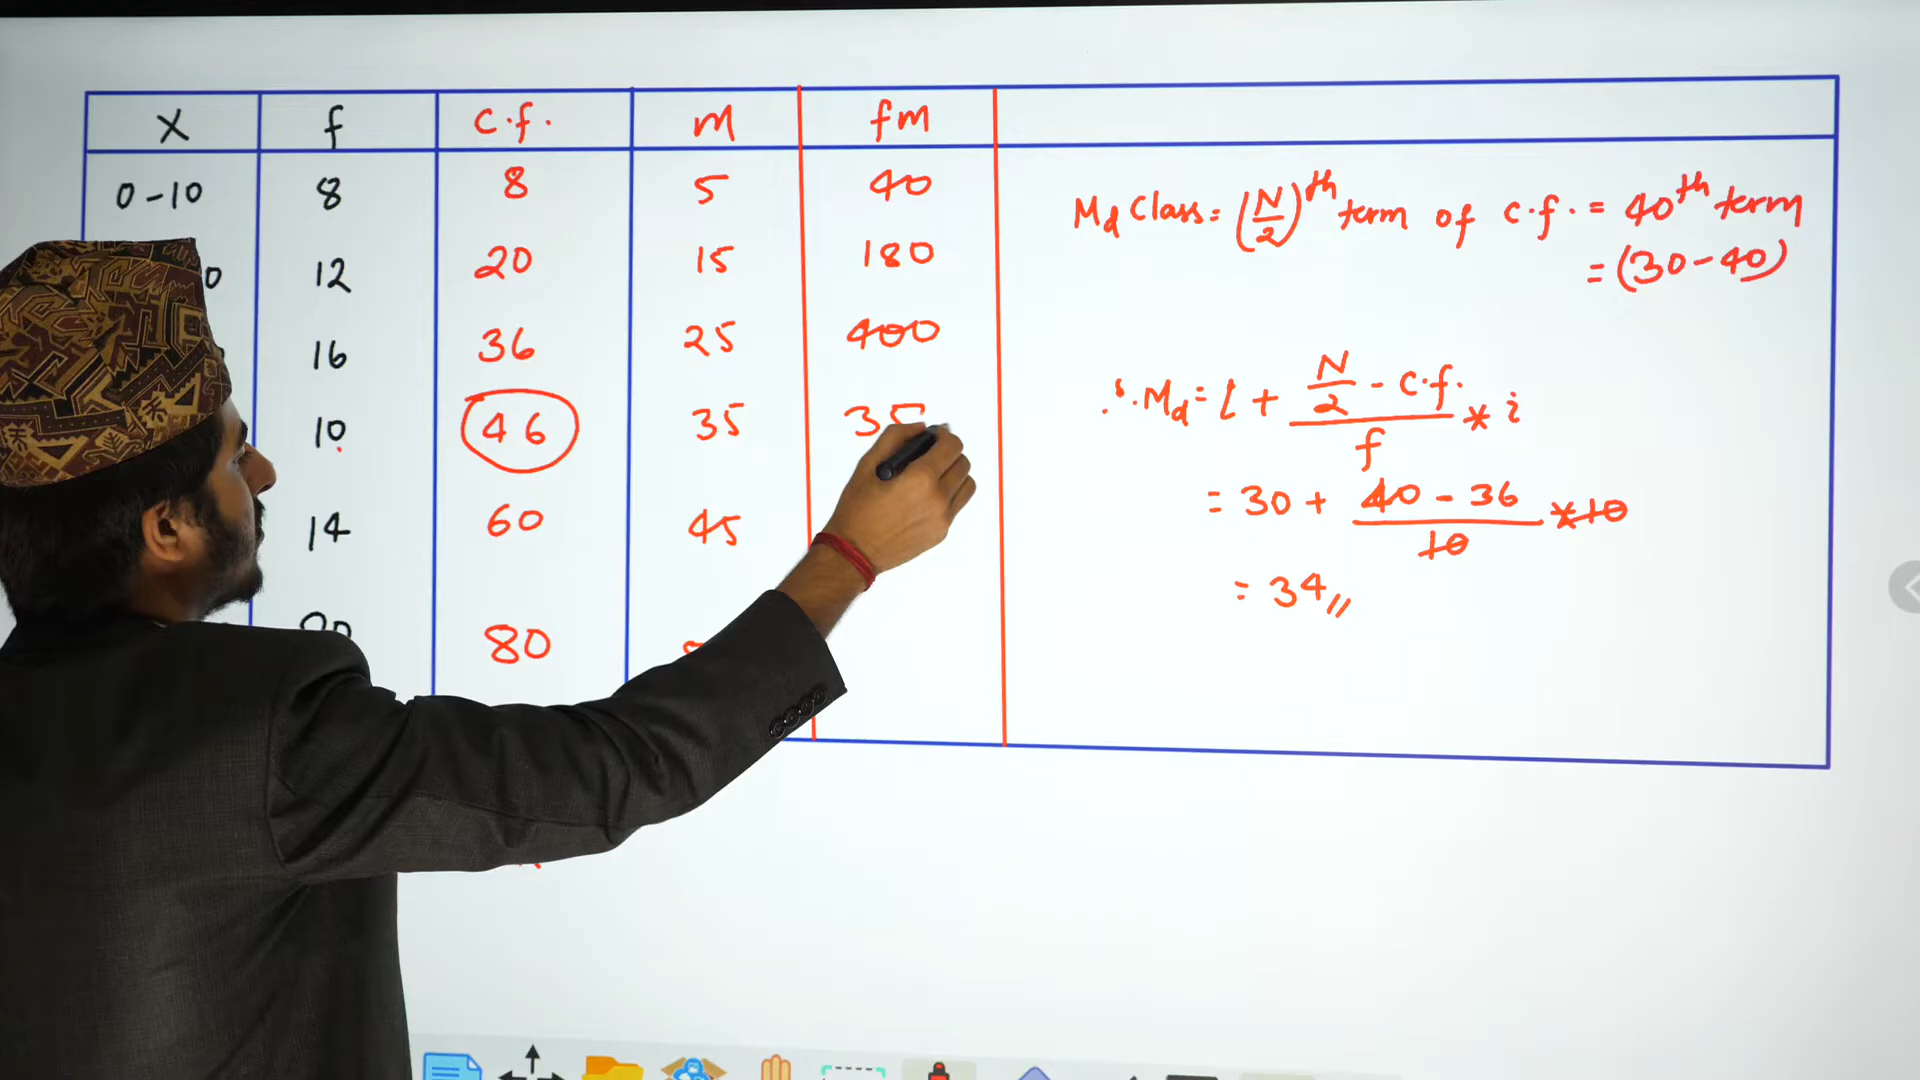 X f c.f. m fm
0-10 8 8 5 40
0 12 20 15 180
16 36 25 400
10 46 35 35
14 60 45
80
Md Class = (N/2)th term of c.f. = 40th term
= (30-40)
∴ Md = L + (N/2 - c.f.)/f * i
= 30 + (40 - 36)/10 * 10
= 34 //